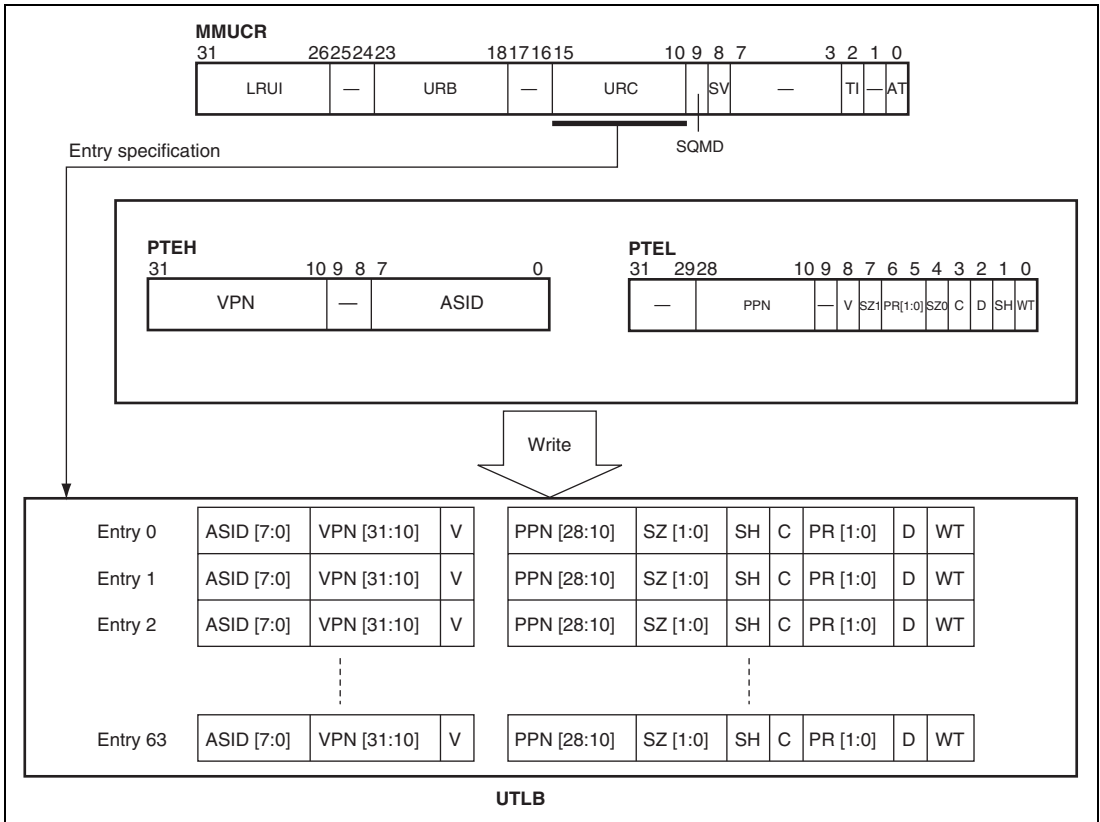 MMUCR
31 26 25 24 23 18 17 16 15 10 9 8 7 3 2 1 0
LRUI — URB — URC SV — TI — AT
SQMD
Entry specification
PTEH
31 10 9 8 7 0
VPN — ASID
PTEL
31 29 28 10 9 8 7 6 5 4 3 2 1 0
— PPN — V SZ1 PR[1:0] SZ0 C D SH WT
Write
Entry 0 ASID [7:0] VPN [31:10] V PPN [28:10] SZ [1:0] SH C PR [1:0] D WT
Entry 1 ASID [7:0] VPN [31:10] V PPN [28:10] SZ [1:0] SH C PR [1:0] D WT
Entry 2 ASID [7:0] VPN [31:10] V PPN [28:10] SZ [1:0] SH C PR [1:0] D WT
Entry 63 ASID [7:0] VPN [31:10] V PPN [28:10] SZ [1:0] SH C PR [1:0] D WT
UTLB